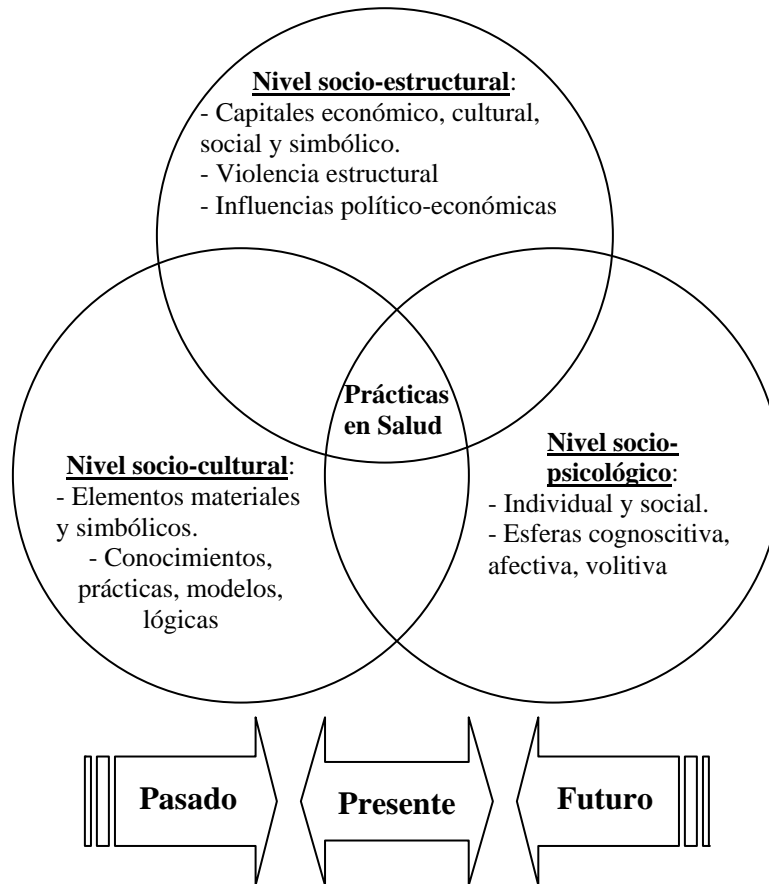 Nivel socio-estructural:
- Capitales económico, cultural,
social y simbólico.
- Violencia estructural
- Influencias político-económicas
Prácticas
en Salud
Nivel socio-cultural:
- Elementos materiales
y simbólicos.
- Conocimientos,
prácticas, modelos,
lógicas
Nivel socio-
psicológico:
- Individual y social.
- Esferas cognoscitiva,
afectiva, volitiva
Pasado
Presente
Futuro